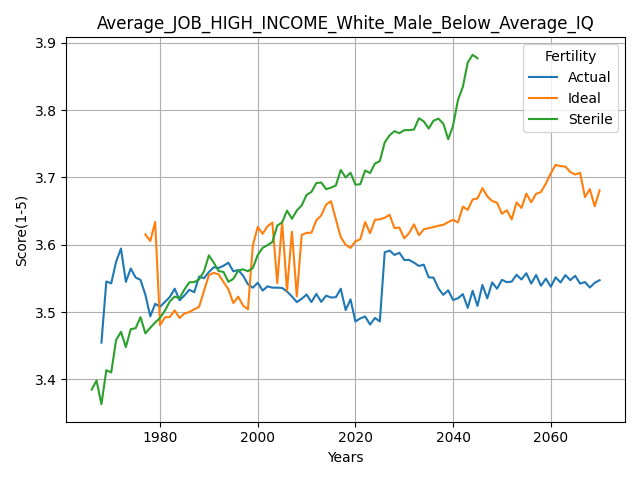 Average_JOB_HIGH_INCOME_White_Male_Below_Average_IQ
Score(1-5)
3.9
3.8
3.7
3.6
3.5
3.4
Fertility
Actual
Ideal
Sterile
1980
2000
2020
2040
2060
Years